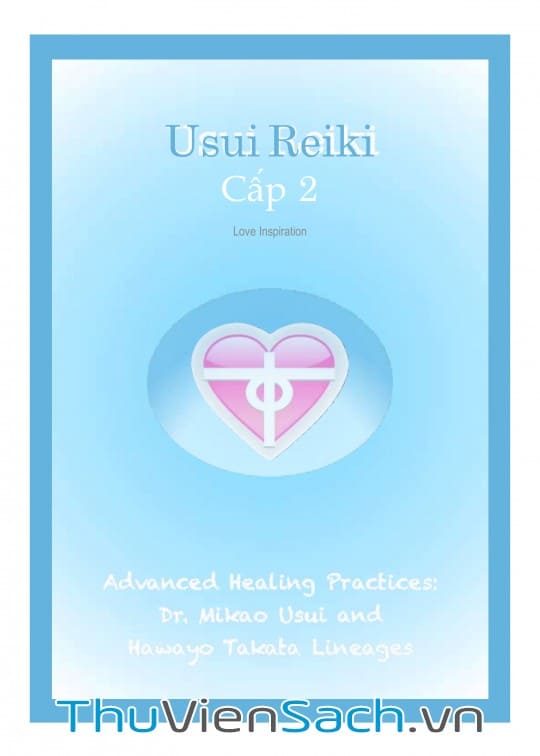 Usui Reiki
Cấp 2
Love Inspiration
Advanced Healing Practices:
Dr. Mikao Usui and
Hawayo Takata Lineages
ThuVienSach.vn